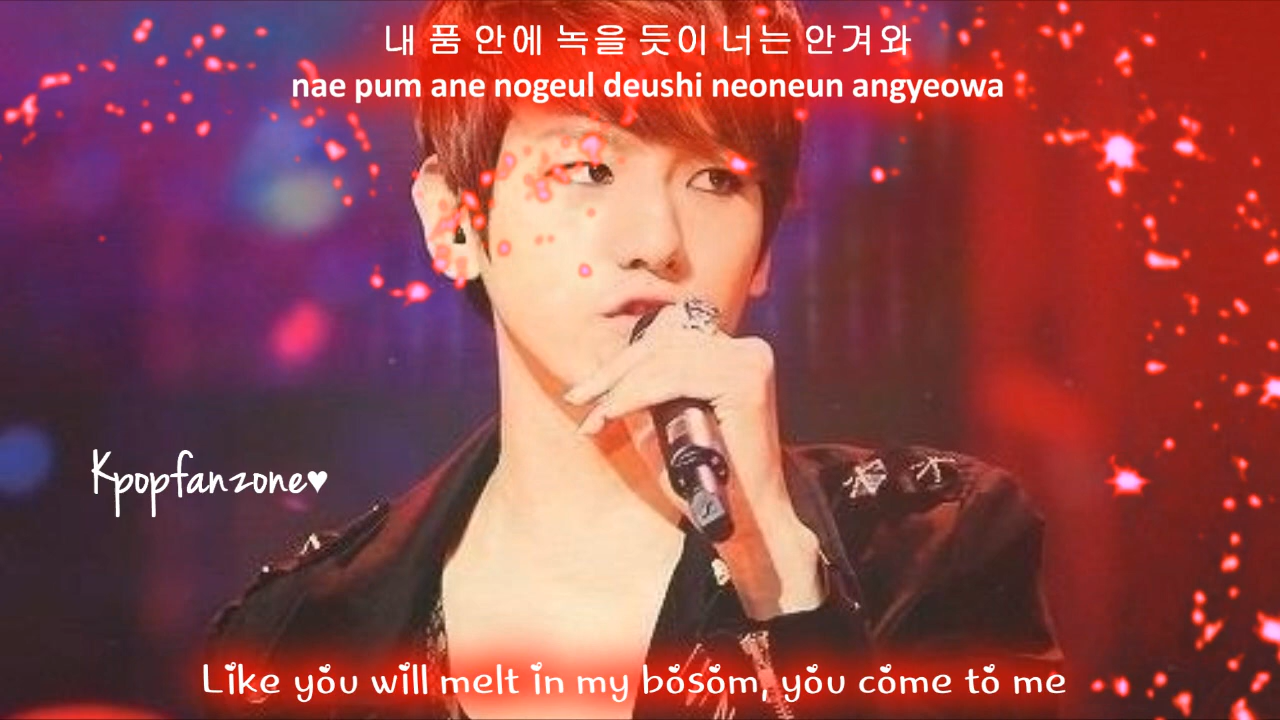 내 품 안에 녹을 듯이 너는 안겨와
nae pum ane nogeul deushi neoneun angyeowa
Kpopfanzone♥
Like you will melt in my bosom, you come to me